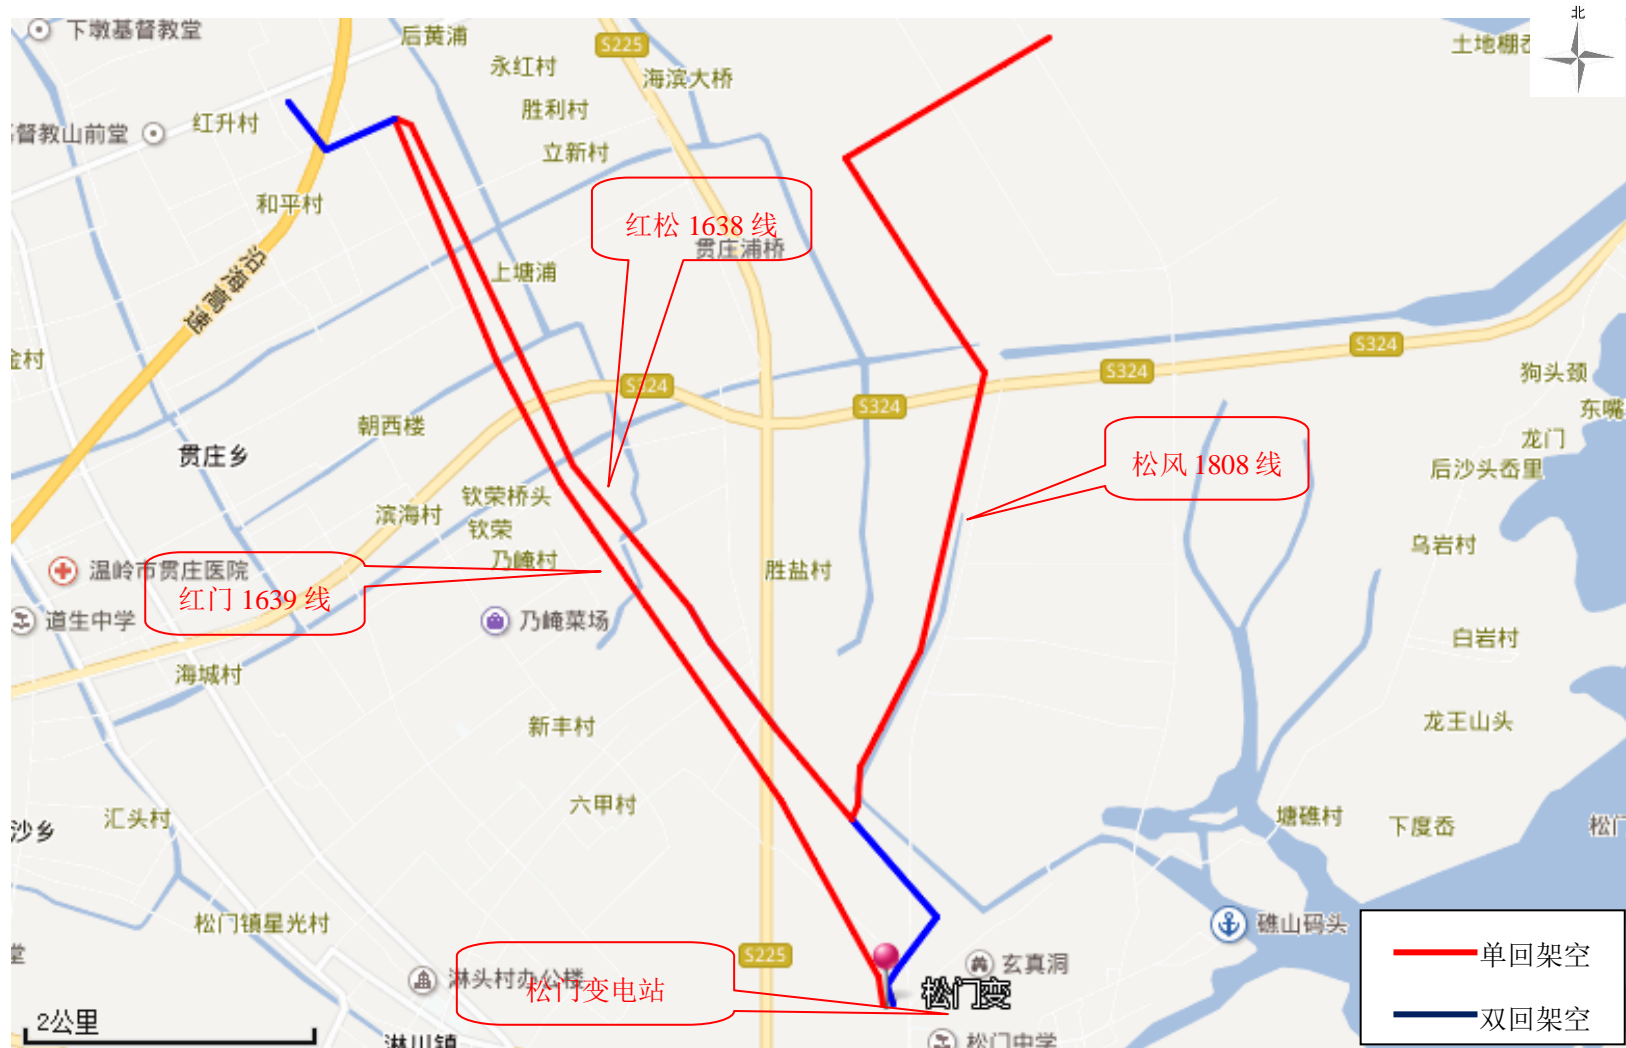 北
下墩基督教堂
后黄浦
S225
土地棚岙
永红村
海滨大桥
胜利村
红升村
督教山前堂
立新村
和平村
红松 1638 线
贯庄浦桥
沿海高速
上塘浦
S324
金村
狗头颈
S324
S324
东嘴
S324
朝西楼
龙门
贯庄乡
松风 1808 线
后沙头岙里
钦荣桥头
滨海村
钦荣
乌岩村
乃崦村
胜盐村
温岭市贯庄医院
红门 1639 线
道生中学
乃崦菜场
白岩村
海城村
新丰村
龙王山头
六甲村
汇头村
塘礁村
下度岙
松门
沙乡
松门镇星光村
礁山码头
堂
S225
玄真洞
单回架空
淋头村办公楼
松门变电站
松门变
双回架空
2公里
淋川镇
松门中学